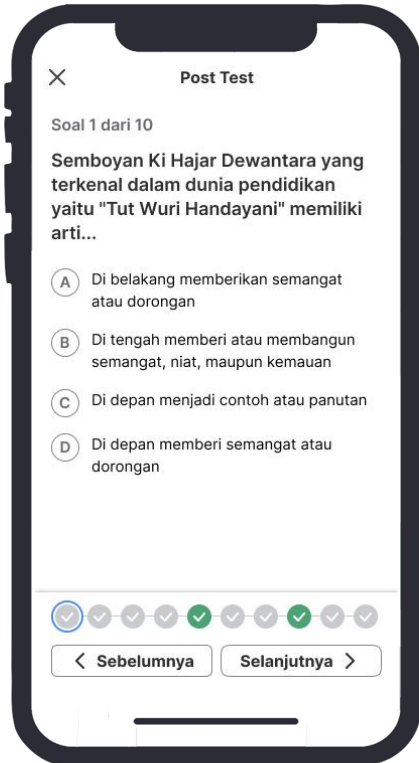 Post Test
Soal 1 dari 10
Semboyan Ki Hajar Dewantara yang
terkenal dalam dunia pendidikan
yaitu "Tut Wuri Handayani" memiliki
arti...
A Di belakang memberikan semangat
atau dorongan
B Di tengah memberi atau membangun
semangat, niat, maupun kemauan
C Di depan menjadi contoh atau panutan
D Di depan memberi semangat atau
dorongan
Sebelumnya Selanjutnya